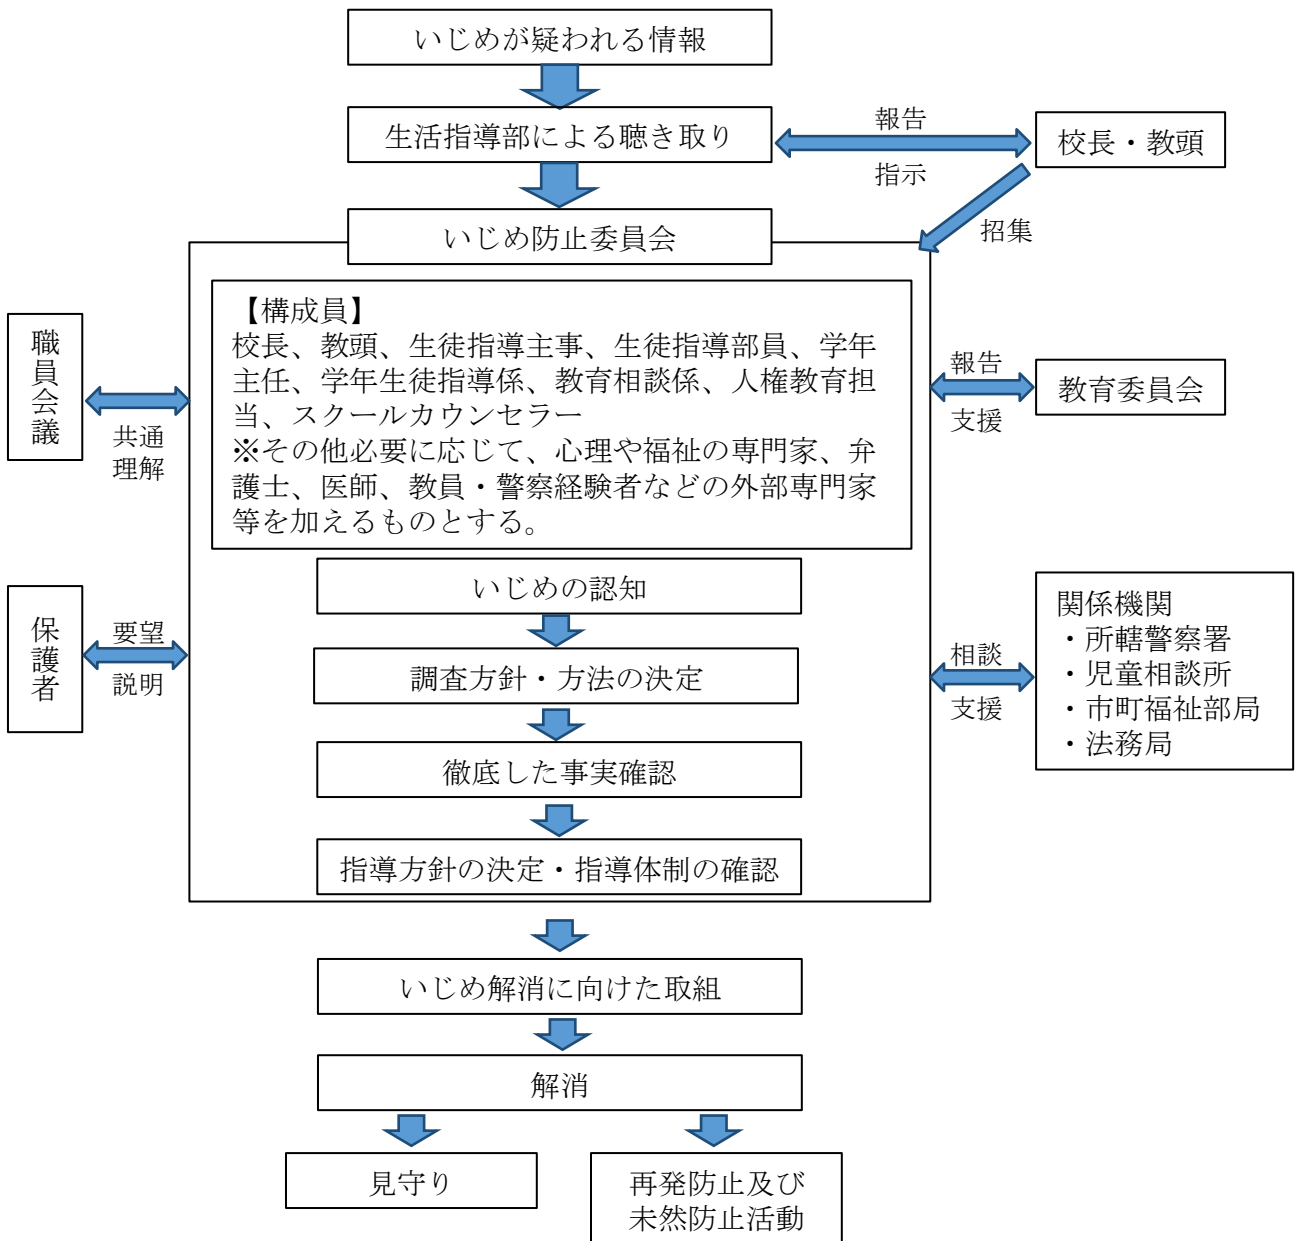 いじめが疑われる情報
生活指導部による聴き取り
報告
指示
校長・教頭
招集
いじめ防止委員会
【構成員】
校長、教頭、生徒指導主事、生徒指導部員、学年
主任、学年生徒指導係、教育相談係、人権教育担
当、スクールカウンセラー
※その他必要に応じて、心理や福祉の専門家、弁
護士、医師、教員・警察経験者などの外部専門家
等を加えるものとする。
職員会議
共通
理解
報告
支援
教育委員会
いじめの認知
保護者
要望
説明
調査方針・方法の決定
相談
支援
関係機関
・所轄警察署
・児童相談所
・市町福祉部局
・法務局
徹底した事実確認
指導方針の決定・指導体制の確認
いじめ解消に向けた取組
解消
見守り
再発防止及び
未然防止活動